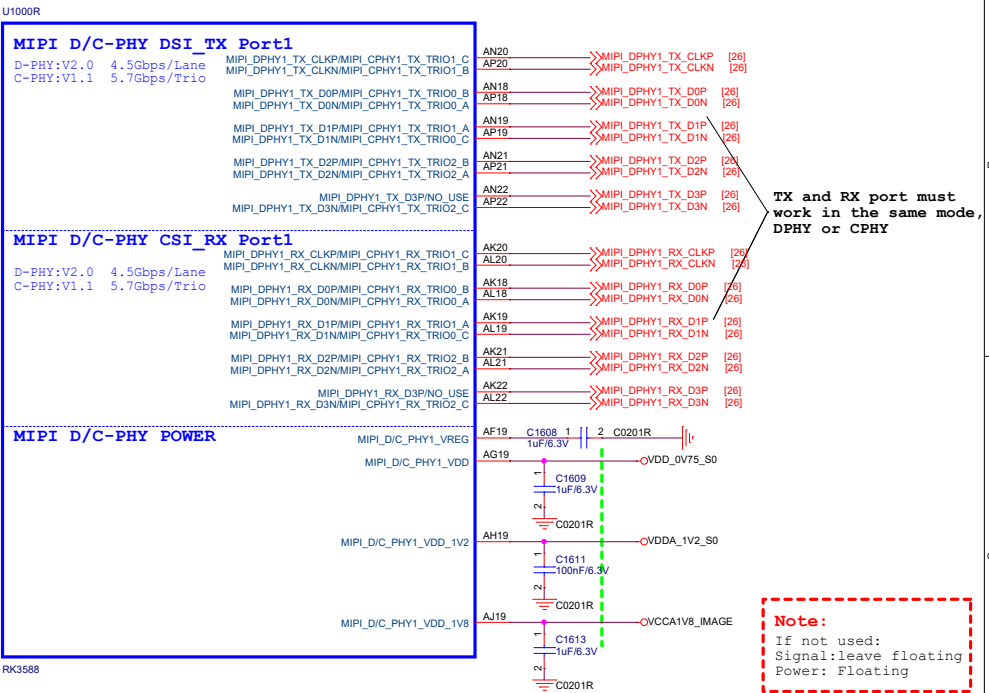 U1000R
MIPI D/C-PHY DSI_TX Port1
D-PHY:V2.0 4.5Gbps/Lane
C-PHY:V1.1 5.7Gbps/Trio
MIPI_DPHY1_TX_CLKP/MIPI_CPHY1_TX_TRIO1_C AN20 MIPI_DPHY1_TX_CLKP [26]
MIPI_DPHY1_TX_CLKN/MIPI_CPHY1_TX_TRIO1_B AP20 MIPI_DPHY1_TX_CLKN [26]
MIPI_DPHY1_TX_D0P/MIPI_CPHY1_TX_TRIO0_B AN18 MIPI_DPHY1_TX_D0P [26]
MIPI_DPHY1_TX_D0N/MIPI_CPHY1_TX_TRIO0_A AP18 MIPI_DPHY1_TX_D0N [26]
MIPI_DPHY1_TX_D1P/MIPI_CPHY1_TX_TRIO1_A AN19 MIPI_DPHY1_TX_D1P [26]
MIPI_DPHY1_TX_D1N/MIPI_CPHY1_TX_TRIO0_C AP19 MIPI_DPHY1_TX_D1N [26]
MIPI_DPHY1_TX_D2P/MIPI_CPHY1_TX_TRIO2_B AN21 MIPI_DPHY1_TX_D2P [26]
MIPI_DPHY1_TX_D2N/MIPI_CPHY1_TX_TRIO2_A AP21 MIPI_DPHY1_TX_D2N [26]
MIPI_DPHY1_TX_D3P/NO_USE AN22 MIPI_DPHY1_TX_D3P [26]
MIPI_DPHY1_TX_D3N/MIPI_CPHY1_TX_TRIO2_C AP22 MIPI_DPHY1_TX_D3N [26]
TX and RX port must
work in the same mode,
DPHY or CPHY
MIPI D/C-PHY CSI_RX Port1
D-PHY:V2.0 4.5Gbps/Lane
C-PHY:V1.1 5.7Gbps/Trio
MIPI_DPHY1_RX_CLKP/MIPI_CPHY1_RX_TRIO1_C AK20 MIPI_DPHY1_RX_CLKP [26]
MIPI_DPHY1_RX_CLKN/MIPI_CPHY1_RX_TRIO1_B AL20 MIPI_DPHY1_RX_CLKN [26]
MIPI_DPHY1_RX_D0P/MIPI_CPHY1_RX_TRIO0_B AK18 MIPI_DPHY1_RX_D0P [26]
MIPI_DPHY1_RX_D0N/MIPI_CPHY1_RX_TRIO0_A AL18 MIPI_DPHY1_RX_D0N [26]
MIPI_DPHY1_RX_D1P/MIPI_CPHY1_RX_TRIO1_A AK19 MIPI_DPHY1_RX_D1P [26]
MIPI_DPHY1_RX_D1N/MIPI_CPHY1_RX_TRIO0_C AL19 MIPI_DPHY1_RX_D1N [26]
MIPI_DPHY1_RX_D2P/MIPI_CPHY1_RX_TRIO2_B AK21 MIPI_DPHY1_RX_D2P [26]
MIPI_DPHY1_RX_D2N/MIPI_CPHY1_RX_TRIO2_A AL21 MIPI_DPHY1_RX_D2N [26]
MIPI_DPHY1_RX_D3P/NO_USE AK22 MIPI_DPHY1_RX_D3P [26]
MIPI_DPHY1_RX_D3N/MIPI_CPHY1_RX_TRIO2_C AL22 MIPI_DPHY1_RX_D3N [26]
MIPI D/C-PHY POWER
MIPI_D/C_PHY1_VREG AF19 C1608 1 2 C0201R
1uF/6.3V
MIPI_D/C_PHY1_VDD AG19 VDD_0V75_S0
1
C1609
1uF/6.3V
2
C0201R
MIPI_D/C_PHY1_VDD_1V2 AH19 VDDA_1V2_S0
1
C1611
100nF/6.3V
2
C0201R
MIPI_D/C_PHY1_VDD_1V8 AJ19 VCCA1V8_IMAGE
1
C1613
1uF/6.3V
2
C0201R
RK3588
Note:
If not used:
Signal:leave floating
Power: Floating